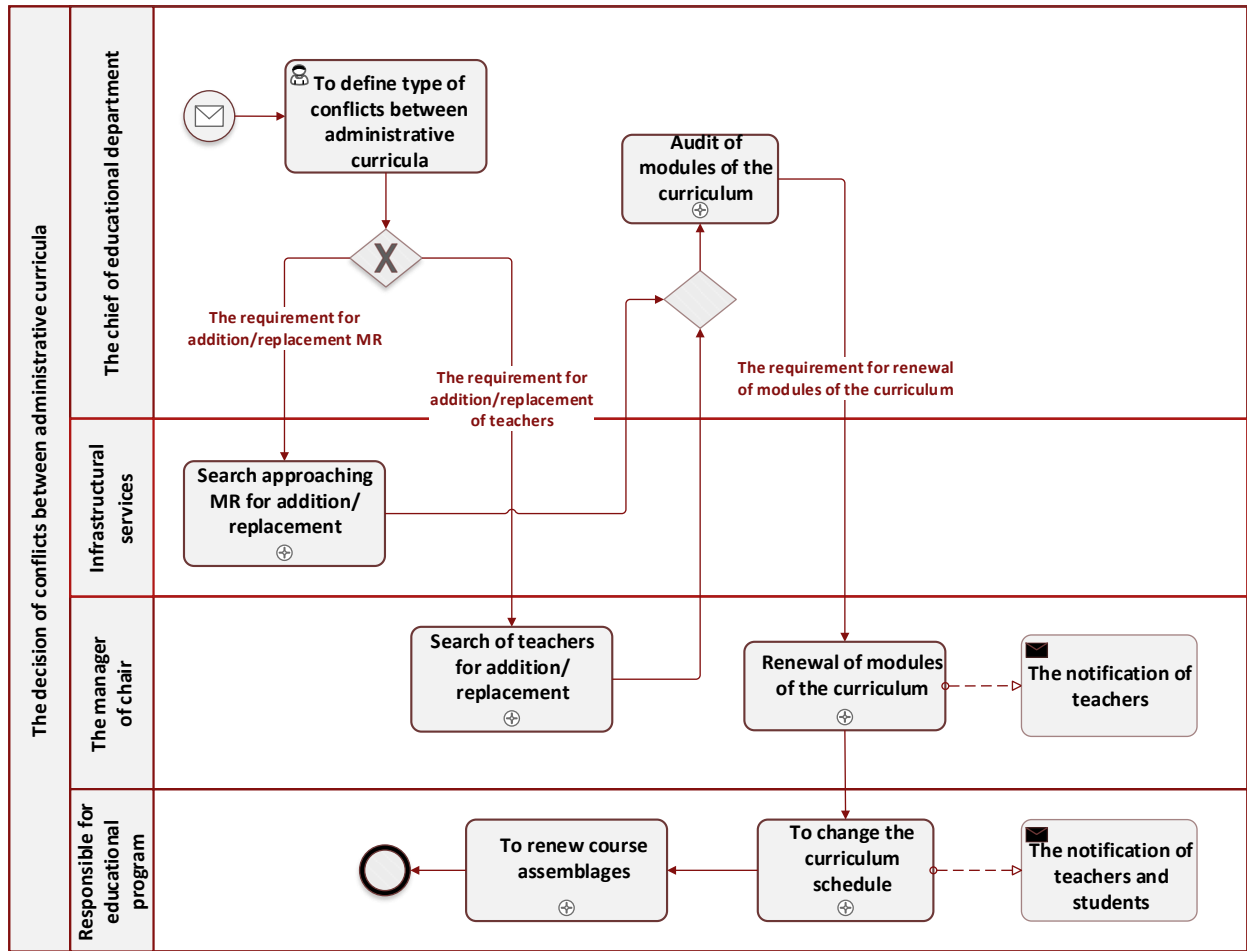 The decision of conflicts between administrative curricula
The chief of educational department
To define type of
conflicts between
administrative
curricula
X
Audit of
modules of the
curriculum
The requirement for
addition/replacement MR
The requirement for
addition/replacement
of teachers
The requirement for renewal
of modules of the curriculum
Infrastructural
services
Search approaching
MR for addition/
replacement
The manager
of chair
Search of teachers
for addition/
replacement
Renewal of modules
of the curriculum
The notification of
teachers
Responsible for
educational
program
To renew course
assemblages
To change the
curriculum
schedule
The notification of
teachers and
students